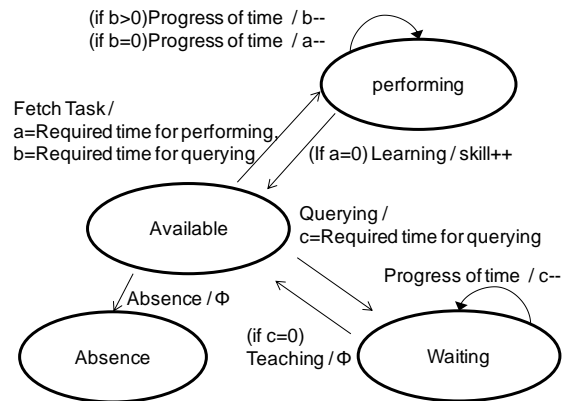 (if b>0)Progress of time / b--
(if b=0)Progress of time / a--
performing
Fetch Task /
a=Required time for performing,
b=Required time for querying
(If a=0) Learning / skill++
Available
Querying /
c=Required time for querying
Progress of time / c--
Absence / Φ
(if c=0)
Teaching / Φ
Absence
Waiting